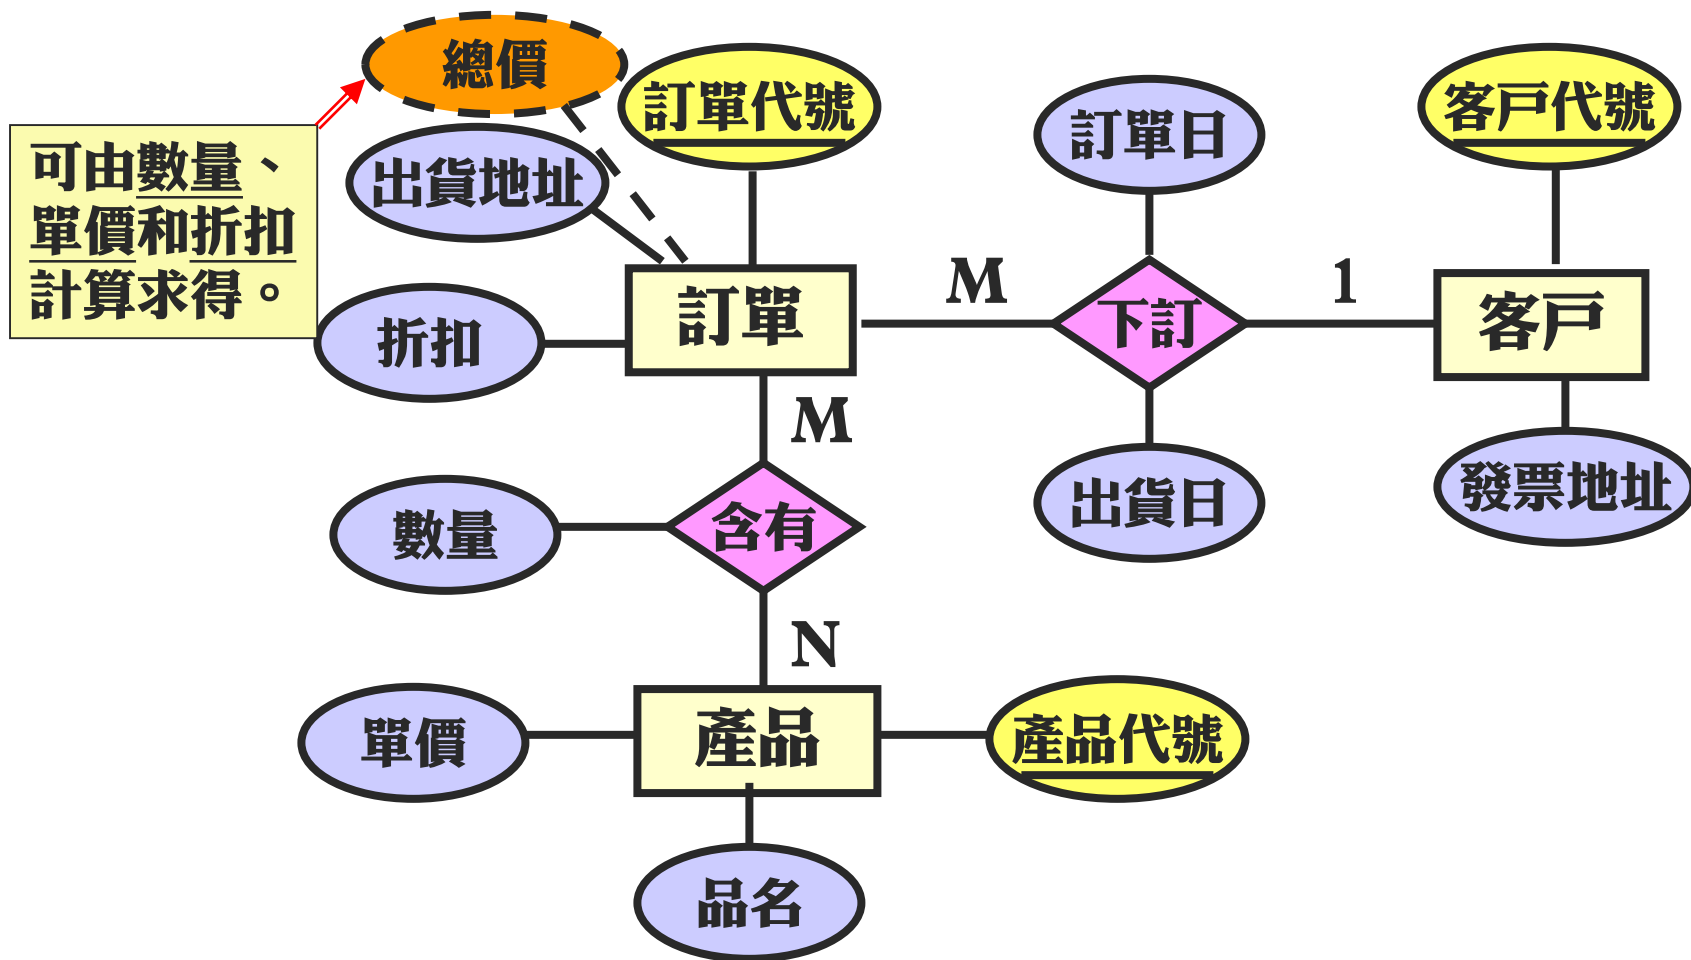 總價
訂單代號
客戶代號
訂單日
可由數量、
單價和折扣
計算求得。
出貨地址
M
1
訂單
下訂
客戶
折扣
M
發票地址
出貨日
數量
含有
N
單價
產品
產品代號
品名